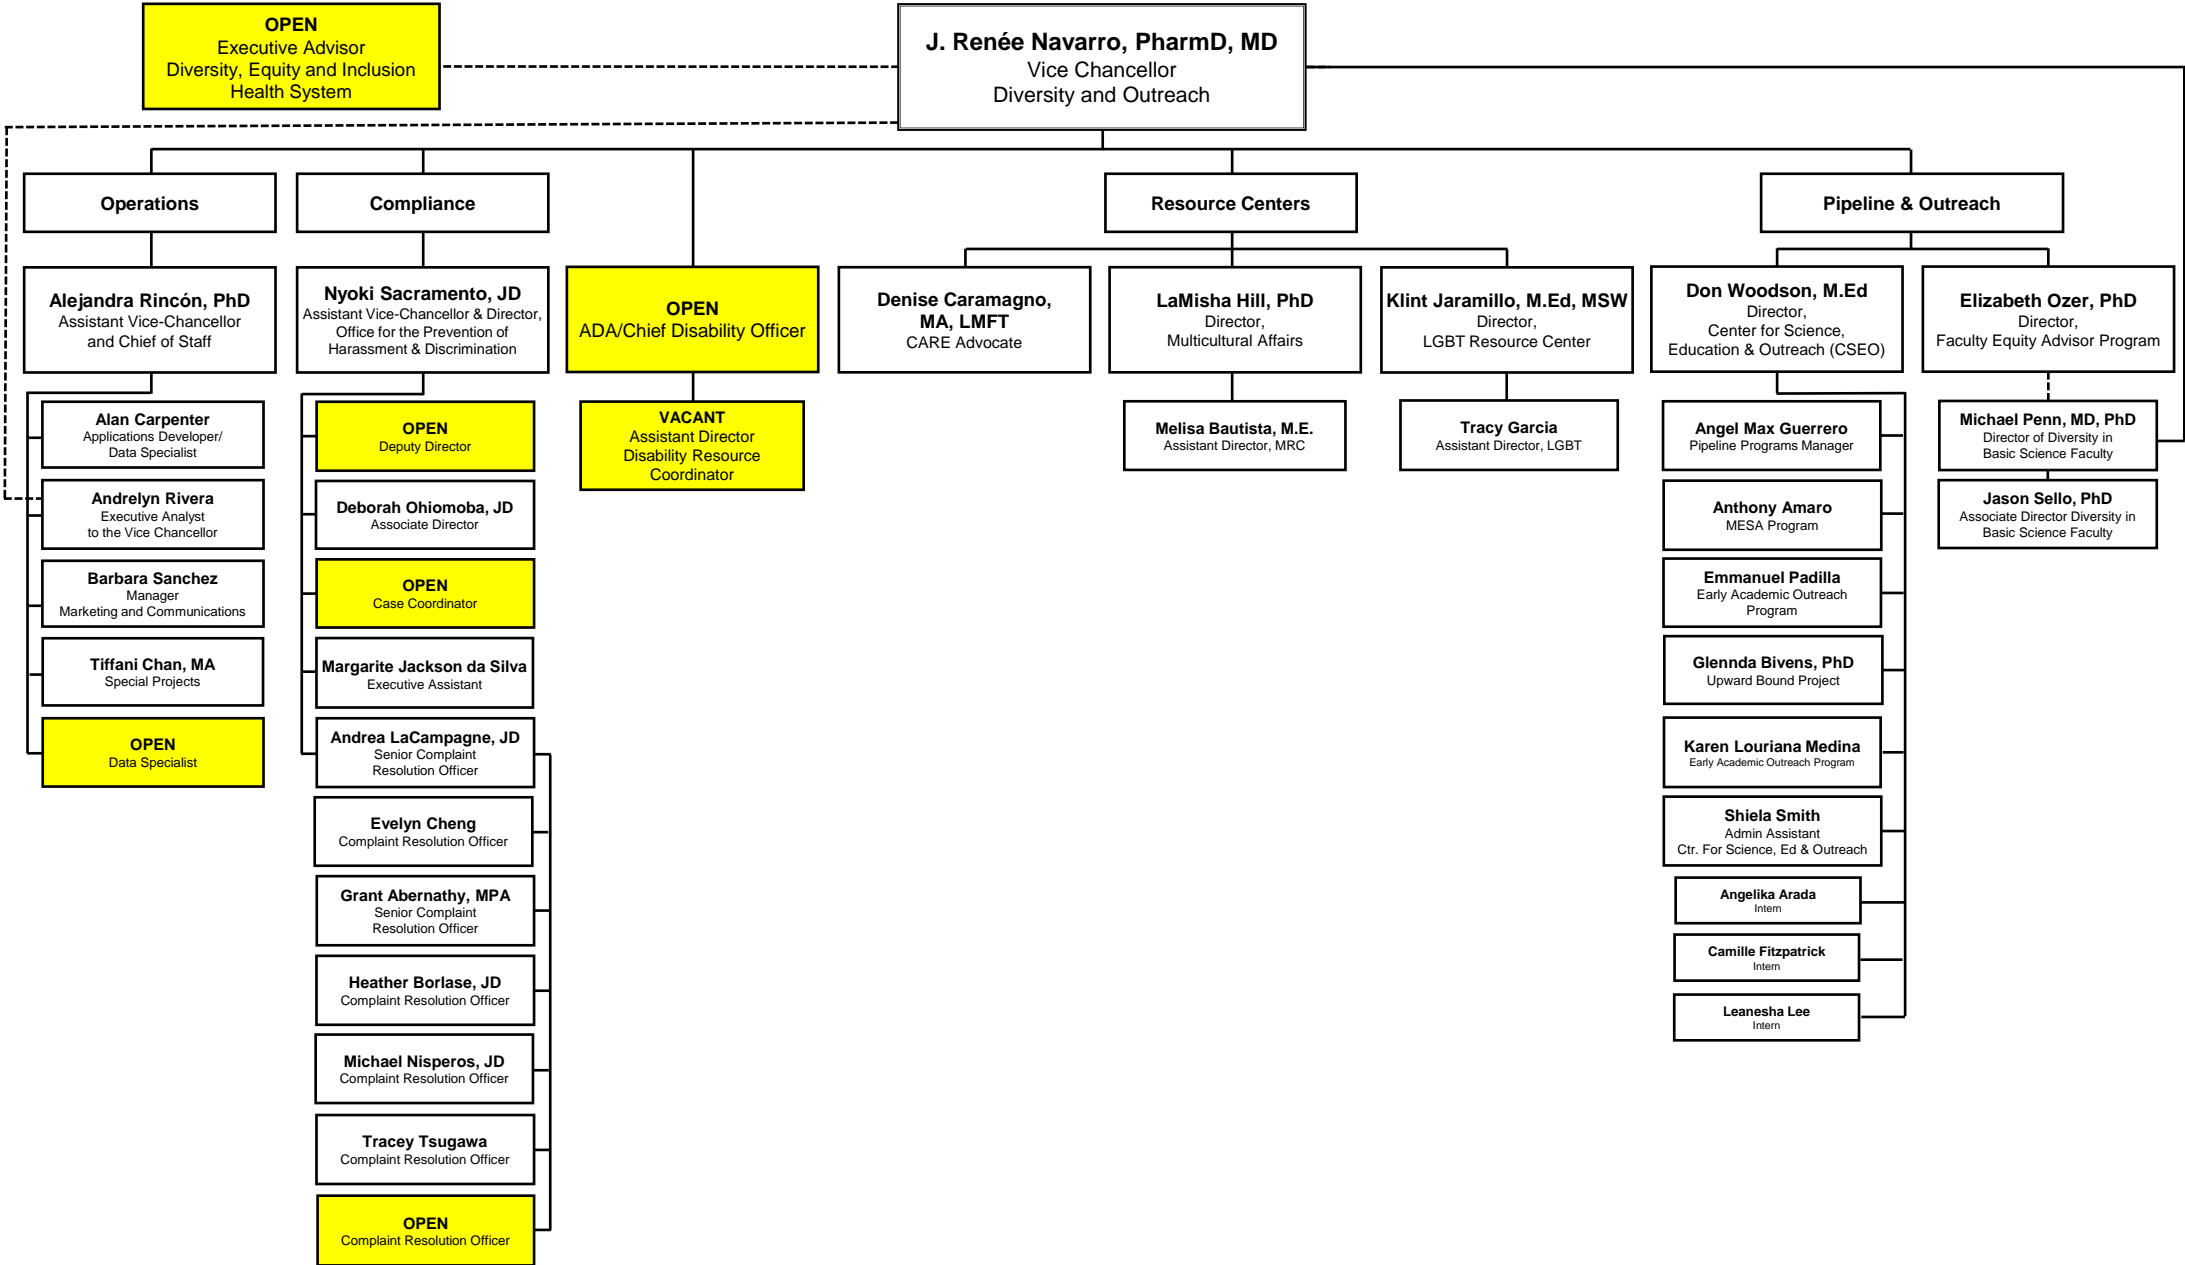 OPEN
Executive Advisor
Diversity, Equity and Inclusion
Health System
J. Renée Navarro, PharmD, MD
Vice Chancellor
Diversity and Outreach
Operations
Compliance
Resource Centers
Pipeline & Outreach
Alejandra Rincón, PhD
Assistant Vice-Chancellor
and Chief of Staff
Nyoki Sacramento, JD
Assistant Vice-Chancellor & Director,
Office for the Prevention of
Harassment & Discrimination
OPEN
ADA/Chief Disability Officer
Denise Caramagno,
MA, LMFT
CARE Advocate
LaMisha Hill, PhD
Director,
Multicultural Affairs
Klint Jaramillo, M.Ed, MSW
Director,
LGBT Resource Center
Don Woodson, M.Ed
Director,
Center for Science,
Education & Outreach (CSEO)
Elizabeth Ozer, PhD
Director,
Faculty Equity Advisor Program
Alan Carpenter
Applications Developer/
Data Specialist
Andrelyn Rivera
Executive Analyst
to the Vice Chancellor
Barbara Sanchez
Manager
Marketing and Communications
Tiffani Chan, MA
Special Projects
OPEN
Data Specialist
OPEN
Deputy Director
Deborah Ohiomoba, JD
Associate Director
OPEN
Case Coordinator
Margarite Jackson da Silva
Executive Assistant
Andrea LaCampagne, JD
Senior Complaint
Resolution Officer
Evelyn Cheng
Complaint Resolution Officer
Grant Abernathy, MPA
Senior Complaint
Resolution Officer
Heather Borlase, JD
Complaint Resolution Officer
Michael Nisperos, JD
Complaint Resolution Officer
Tracey Tsugawa
Complaint Resolution Officer
OPEN
Complaint Resolution Officer
VACANT
Assistant Director
Disability Resource
Coordinator
Melisa Bautista, M.E.
Assistant Director, MRC
Tracy Garcia
Assistant Director, LGBT
Angel Max Guerrero
Pipeline Programs Manager
Anthony Amaro
MESA Program
Emmanuel Padilla
Early Academic Outreach
Program
Glennda Bivens, PhD
Upward Bound Project
Karen Louriana Medina
Early Academic Outreach Program
Shiela Smith
Admin Assistant
Ctr. For Science, Ed & Outreach
Angelika Arada
Intern
Camille Fitzpatrick
Intern
Leanesha Lee
Intern
Michael Penn, MD, PhD
Director of Diversity in
Basic Science Faculty
Jason Sello, PhD
Associate Director Diversity in
Basic Science Faculty